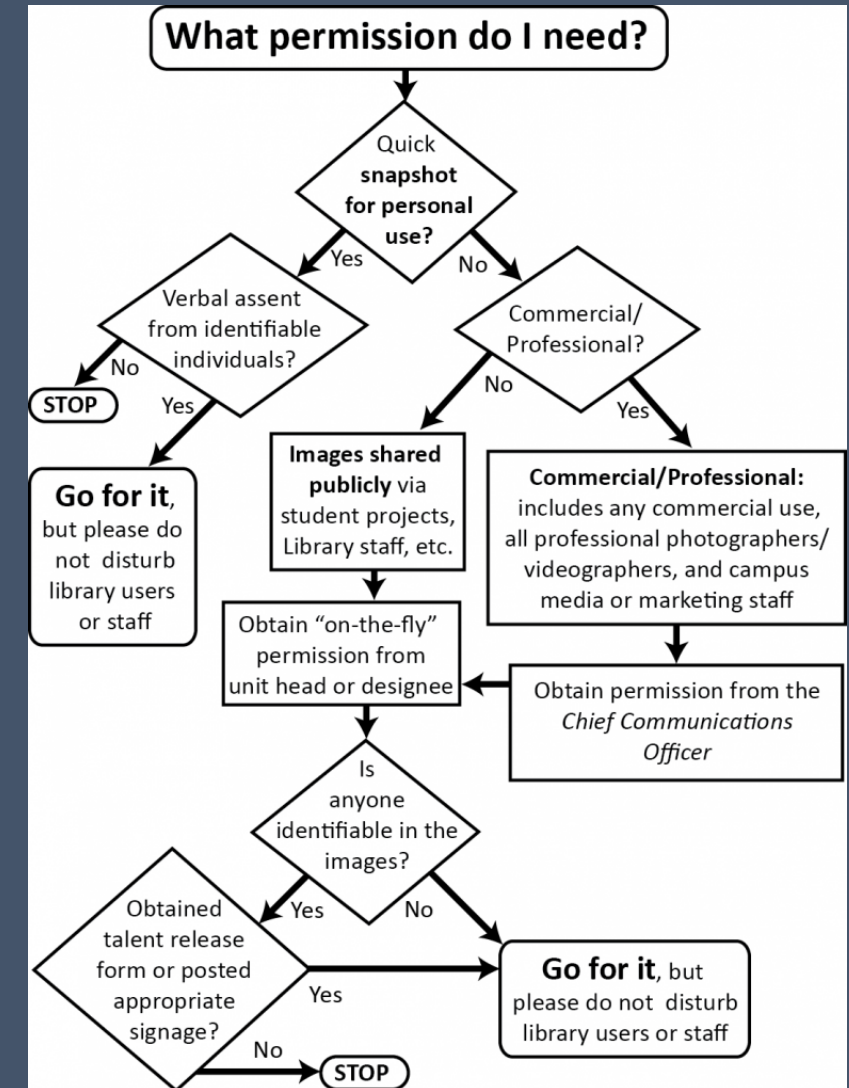 What permission do I need?
Quick
snapshot
for personal
use?
Yes
No
Verbal assent
from identifiable
individuals?
No
STOP
Yes
Go for it,
but please do
not disturb
library users
or staff
Commercial/
Professional?
No
Yes
Images shared
publicly via
student projects,
Library staff, etc.
Commercial/Professional:
includes any commercial use,
all professional photographers/
videographers, and campus
media or marketing staff
Obtain “on-the-fly”
permission from
unit head or designee
Obtain permission from the
Chief Communications
Officer
Is
anyone
identifiable in the
images?
Yes
No
Obtained
talent release
form or posted
appropriate
signage?
Yes
No
STOP
Go for it, but
please do not disturb
library users or staff